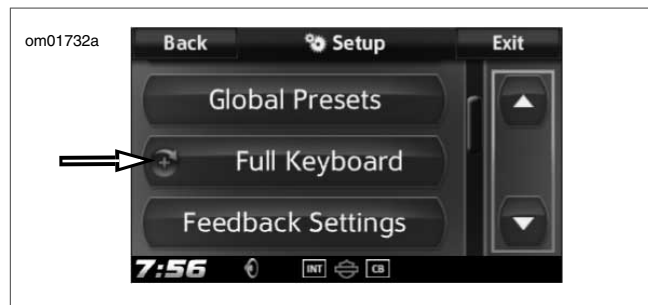 om01732a
Back Setup Exit
Global Presets
Full Keyboard
Feedback Settings
7:56 INT CB